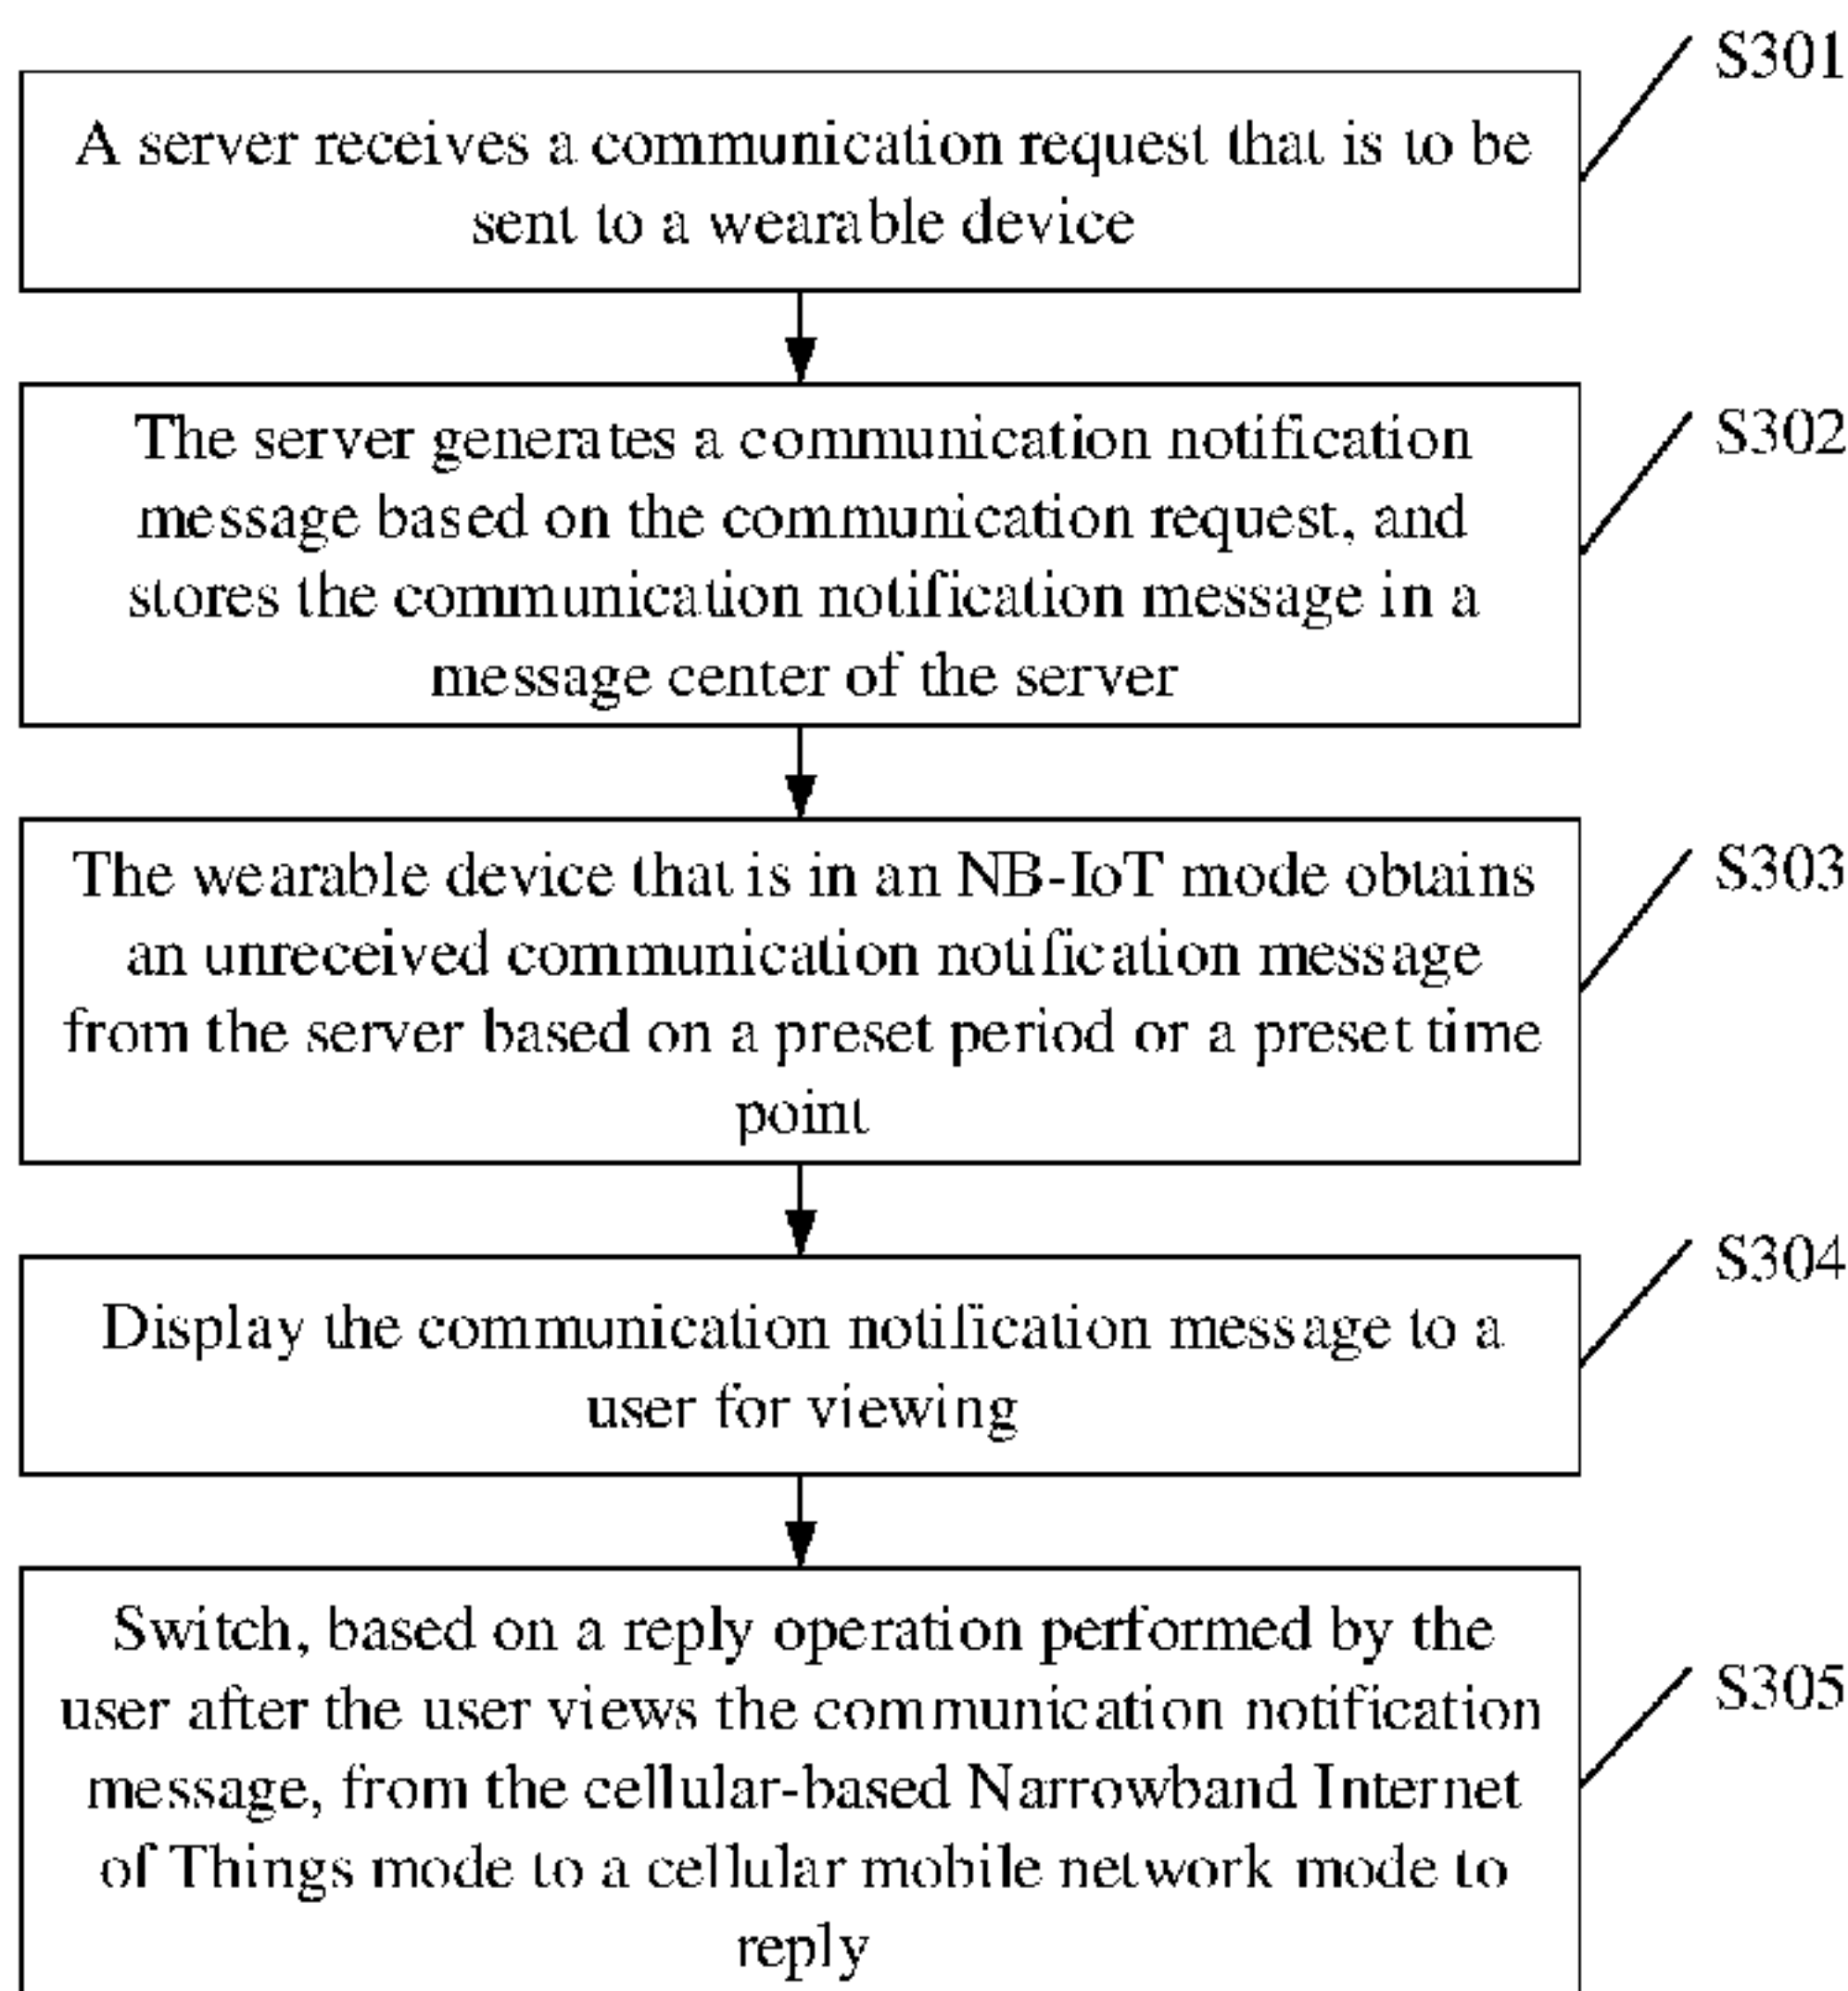 S301
A server receives a communication request that is to be
sent to a wearable device
S302
The server generates a communication notification
message based on the communication request, and
stores the communication notification message in a
message center of the server
S303
The wearable device that is in an NB-IoT mode obtains
an unreceived communication notification message
from the server based on a preset period or a preset time
point
S304
Display the communication notification message to a
user for viewing
S305
Switch, based on a reply operation performed by the
user after the user views the communication notification
message, from the cellular-based Narrowband Internet
of Things mode to a cellular mobile network mode to
reply